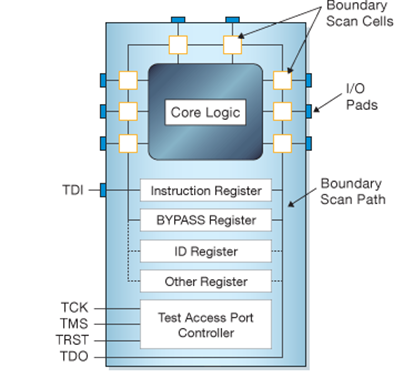 Boundary
Scan Cells
I/O
Pads
Core Logic
TDI
Instruction Register
Boundary
Scan Path
BYPASS Register
ID Register
Other Register
TCK
TMS
TRST
TDO
Test Access Port
Controller